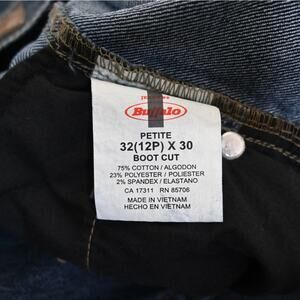 Buffalo
PETITE
32(12P) X 30
BOOT CUT
75% COTTON / ALGODON
23% POLYESTER / POLIESTER
2% SPANDEX / ELASTANO
CA 17311 RN 85706
MADE IN VIETNAM
HECHO EN VIETNAM